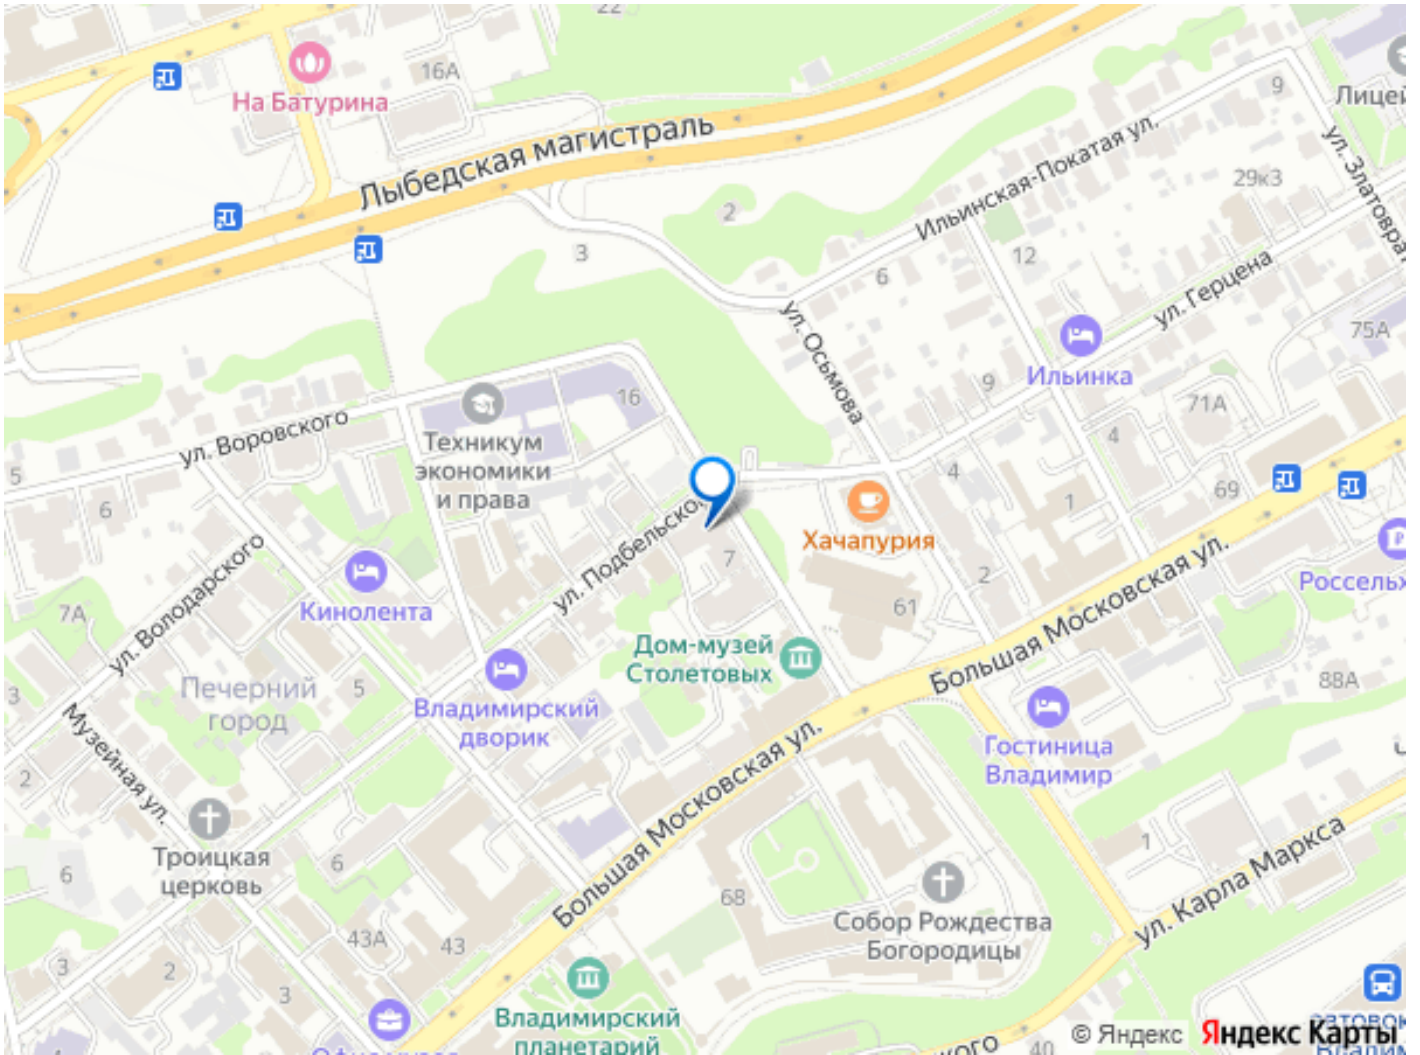 22
16А
На Батурина
Лыбедская магистраль
9
Лицей
ул. Златоврат
Ильинская-Покатая ул.
29к3
2
3
12
6
ул. Герцена
ул. Осьмова
75А
Ильинка
9
16
71А
ул. Воровского
Техникум
экономики
и права
4
4
5
6
69
1
ул. Подбельского
Хачапурия
7
2
Россельх
Большая Московская ул.
Кинолента
61
7А
ул. Володарского
Дом-музей
Столетовых
88А
Печерний
город
5
3
Владимирский
дворик
Гостиница
Владимир
Музейная ул.
2
Большая Московская ул.
1
ул. Карла Маркса
Троицкая
церковь
6
6
68
Собор Рождества
Богородицы
43А
43
3
2
3
Владимирский
планетарий
4
40
© Яндекс
Яндекс Карты